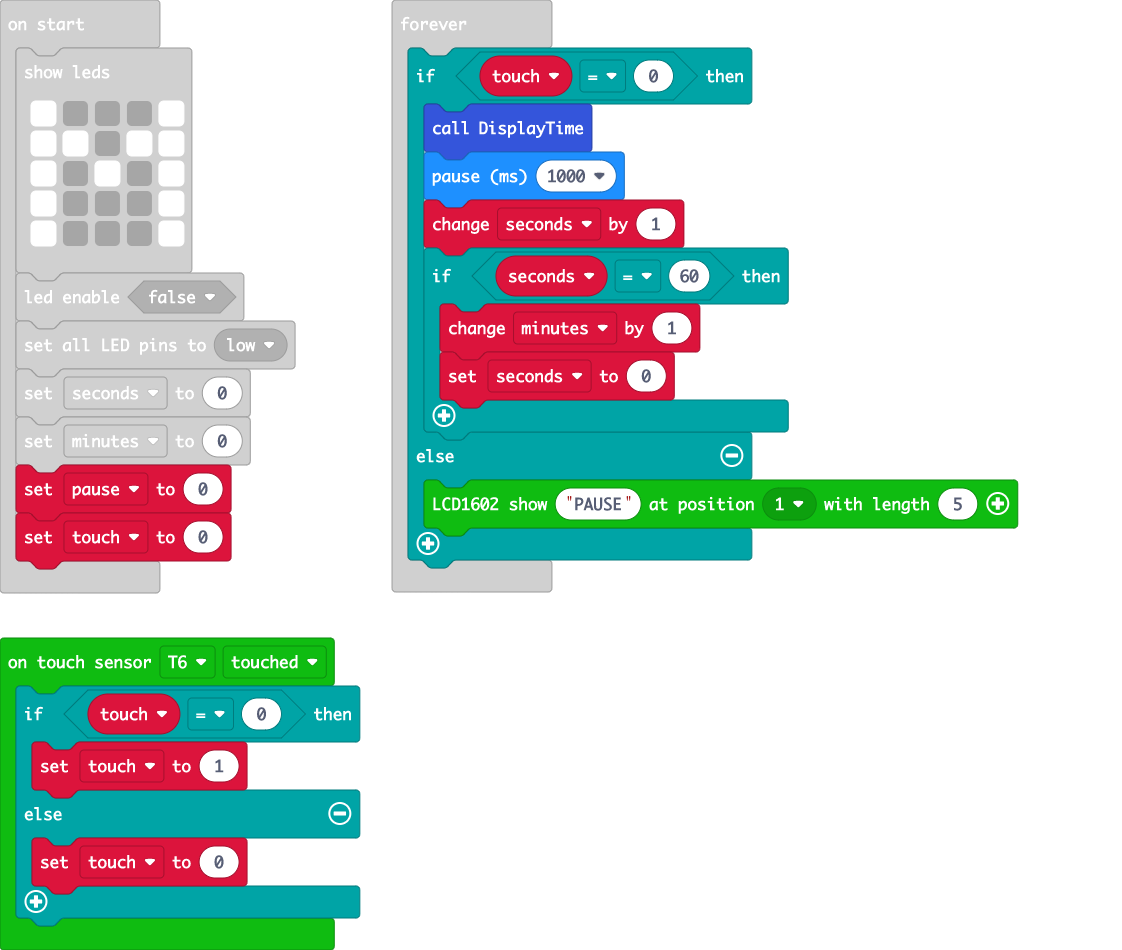 on start
show leds
led enable false
set all LED pins to low
set seconds to 0
set minutes to 0
set pause to 0
set touch to 0
forever
if touch = 0 then
call DisplayTime
pause (ms) 1000
change seconds by 1
if seconds = 60 then
change minutes by 1
set seconds to 0
else
LCD1602 show "PAUSE" at position 1 with length 5
on touch sensor T6 touched
if touch = 0 then
set touch to 1
else
set touch to 0